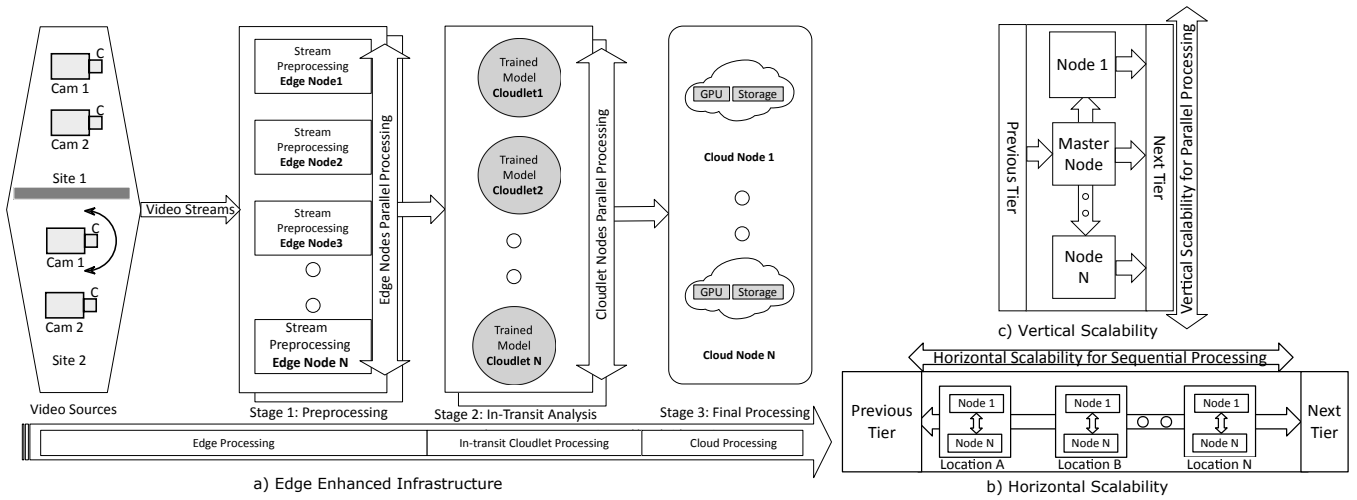 C
Cam 1
C
Cam 2
Site 1
C
Cam 1
C
Cam 2
Site 2
Video Sources
Video Streams
Stream
Preprocessing
Edge Node1
Stream
Preprocessing
Edge Node2
Stream
Preprocessing
Edge Node3
Stream
Preprocessing
Edge Node N
Edge Nodes Parallel Processing
Stage 1: Preprocessing
Trained
Model
Cloudlet1
Trained
Model
Cloudlet2
Trained
Model
Cloudlet N
Cloudlet Nodes Parallel Processing
Stage 2: In-Transit Analysis
GPU
Storage
Cloud Node 1
GPU
Storage
Cloud Node N
Stage 3: Final Processing
Edge Processing
In-transit Cloudlet Processing
Cloud Processing
a) Edge Enhanced Infrastructure
Previous Tier
Node 1
Master
Node
Node
N
Next Tier
Vertical Scalability for Parallel Processing
c) Vertical Scalability
Horizontal Scalability for Sequential Processing
Previous
Tier
Node 1
Node N
Location A
Node 1
Node N
Location B
Node 1
Node N
Location N
Next
Tier
b) Horizontal Scalability